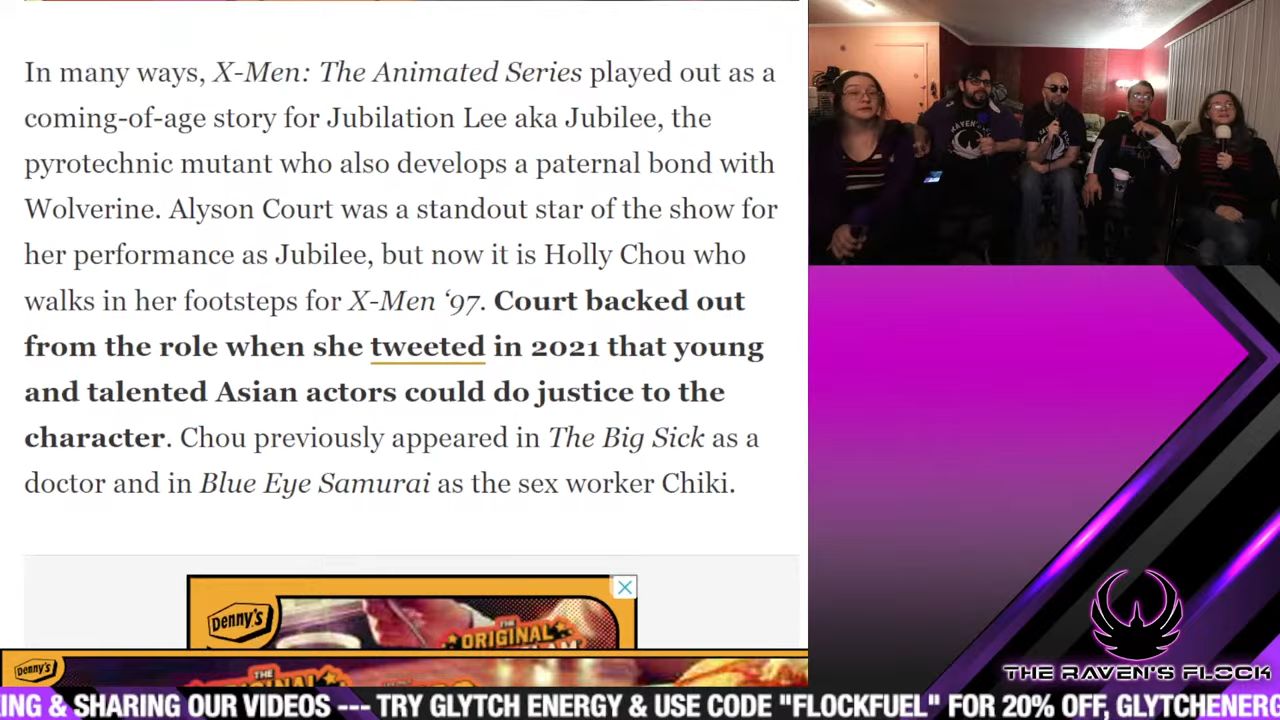 In many ways, X-Men: The Animated Series played out as a
coming-of-age story for Jubilation Lee aka Jubilee, the
pyrotechnic mutant who also develops a paternal bond with
Wolverine. Alyson Court was a standout star of the show for
her performance as Jubilee, but now it is Holly Chou who
walks in her footsteps for X-Men ‘97. Court backed out
from the role when she tweeted in 2021 that young
and talented Asian actors could do justice to the
character. Chou previously appeared in The Big Sick as a
doctor and in Blue Eye Samurai as the sex worker Chiki.
Denny's
THE
ORIGINAL
Denny's
THE
THE RAVEN'S FLOCK
ING & SHARING OUR VIDEOS --- TRY GLYTCH ENERGY & USE CODE "FLOCKFUEL" FOR 20% OFF, GLYTCHENERG